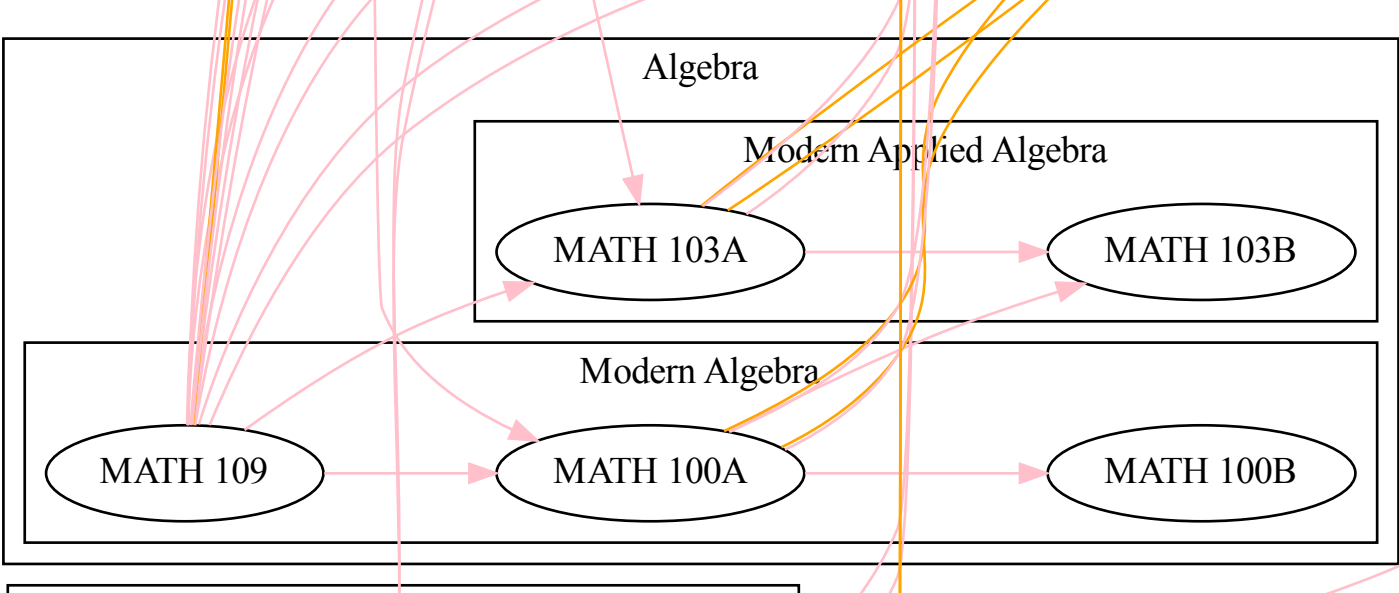 Algebra
Modern Applied Algebra
MATH 103A
MATH 103B
Modern Algebra
MATH 109
MATH 100A
MATH 100B